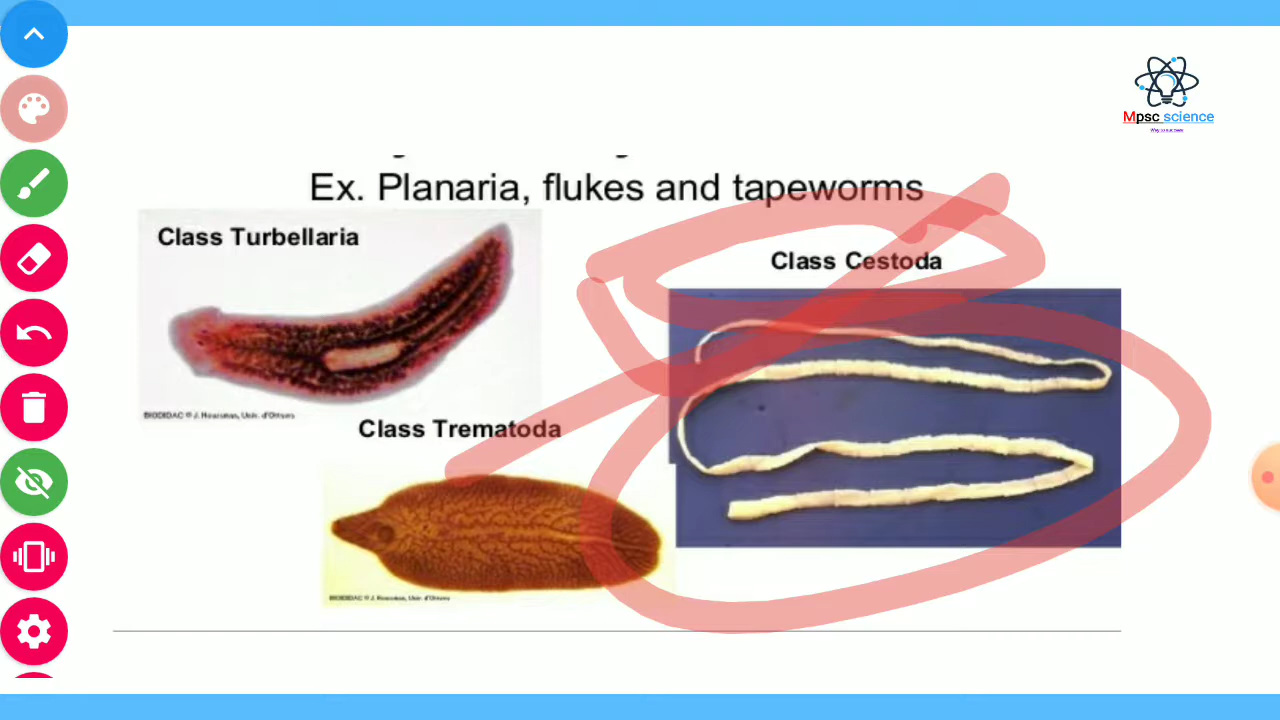 Mpsc science
Ex. Planaria, flukes and tapeworms
Class Turbellaria
Class Cestoda
Class Trematoda